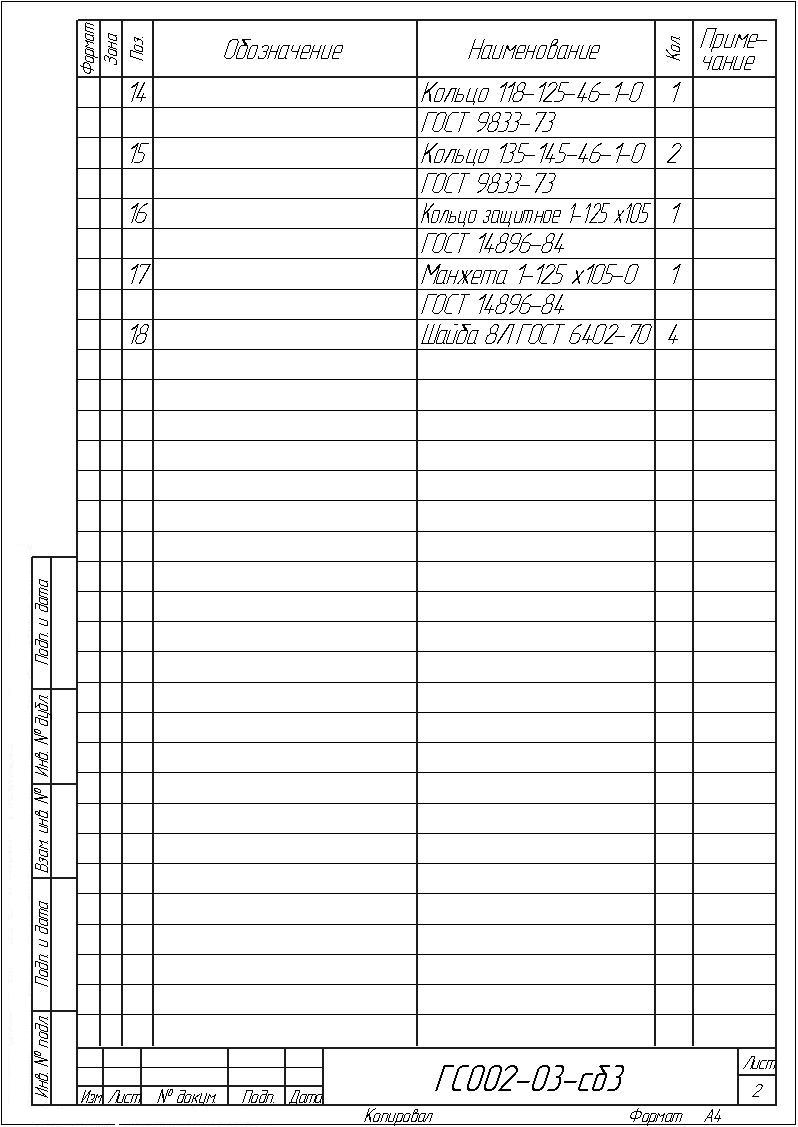 Формат Зона Поз. Обозначение Наименование Кол. Приме-
чание
14 Кольцо 118-125-46-1-0 1
ГОСТ 9833-73
15 Кольцо 135-145-46-1-0 2
ГОСТ 9833-73
16 Кольцо защитное 1-125 x105 1
ГОСТ 14896-84
17 Манжета 1-125 x105-0 1
ГОСТ 14896-84
18 Шайба 8Л ГОСТ 6402-70 4
Подп. и дата
Инв. № дубл.
Взам. инв. №
Подп. и дата
Инв. № подл.
Изм Лист № докум. Подп. Дата
ГС002-03-сб3
Лист
2
Копировал Формат А4